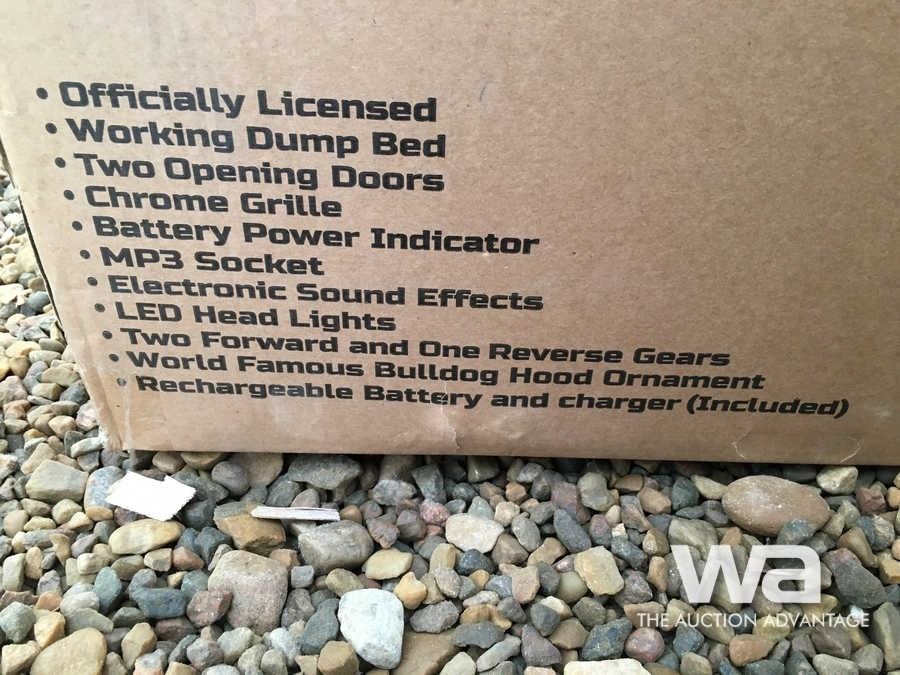 • Officially Licensed
• Working Dump Bed
• Two Opening Doors
• Chrome Grille
• Battery Power Indicator
• MP3 Socket
• Electronic Sound Effects
• LED Head Lights
• Two Forward and One Reverse Gears
• World Famous Bulldog Hood Ornament
• Rechargeable Battery and charger (Included)
wa
THE AUCTION ADVANTAGE